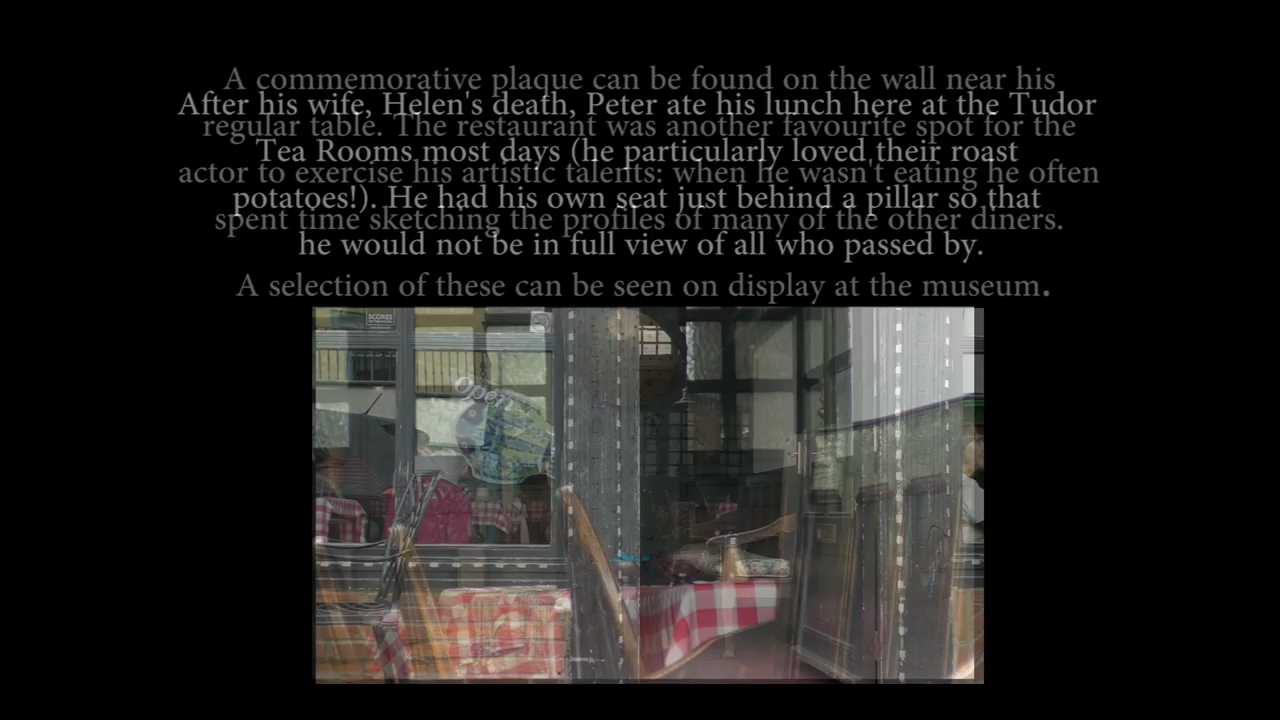 A commemorative plaque can be found on the wall near his
After his wife, Helen's death, Peter ate his lunch here at the Tudor
regular table. The restaurant was another favourite spot for the
Tea Rooms most days (he particularly loved their roast
actor to exercise his artistic talents: when he wasn't eating he often
potatoes!). He had his own seat just behind a pillar so that
spent time sketching the profiles of many of the other diners.
he would not be in full view of all who passed by.
A selection of these can be seen on display at the museum.
SCORES
Open